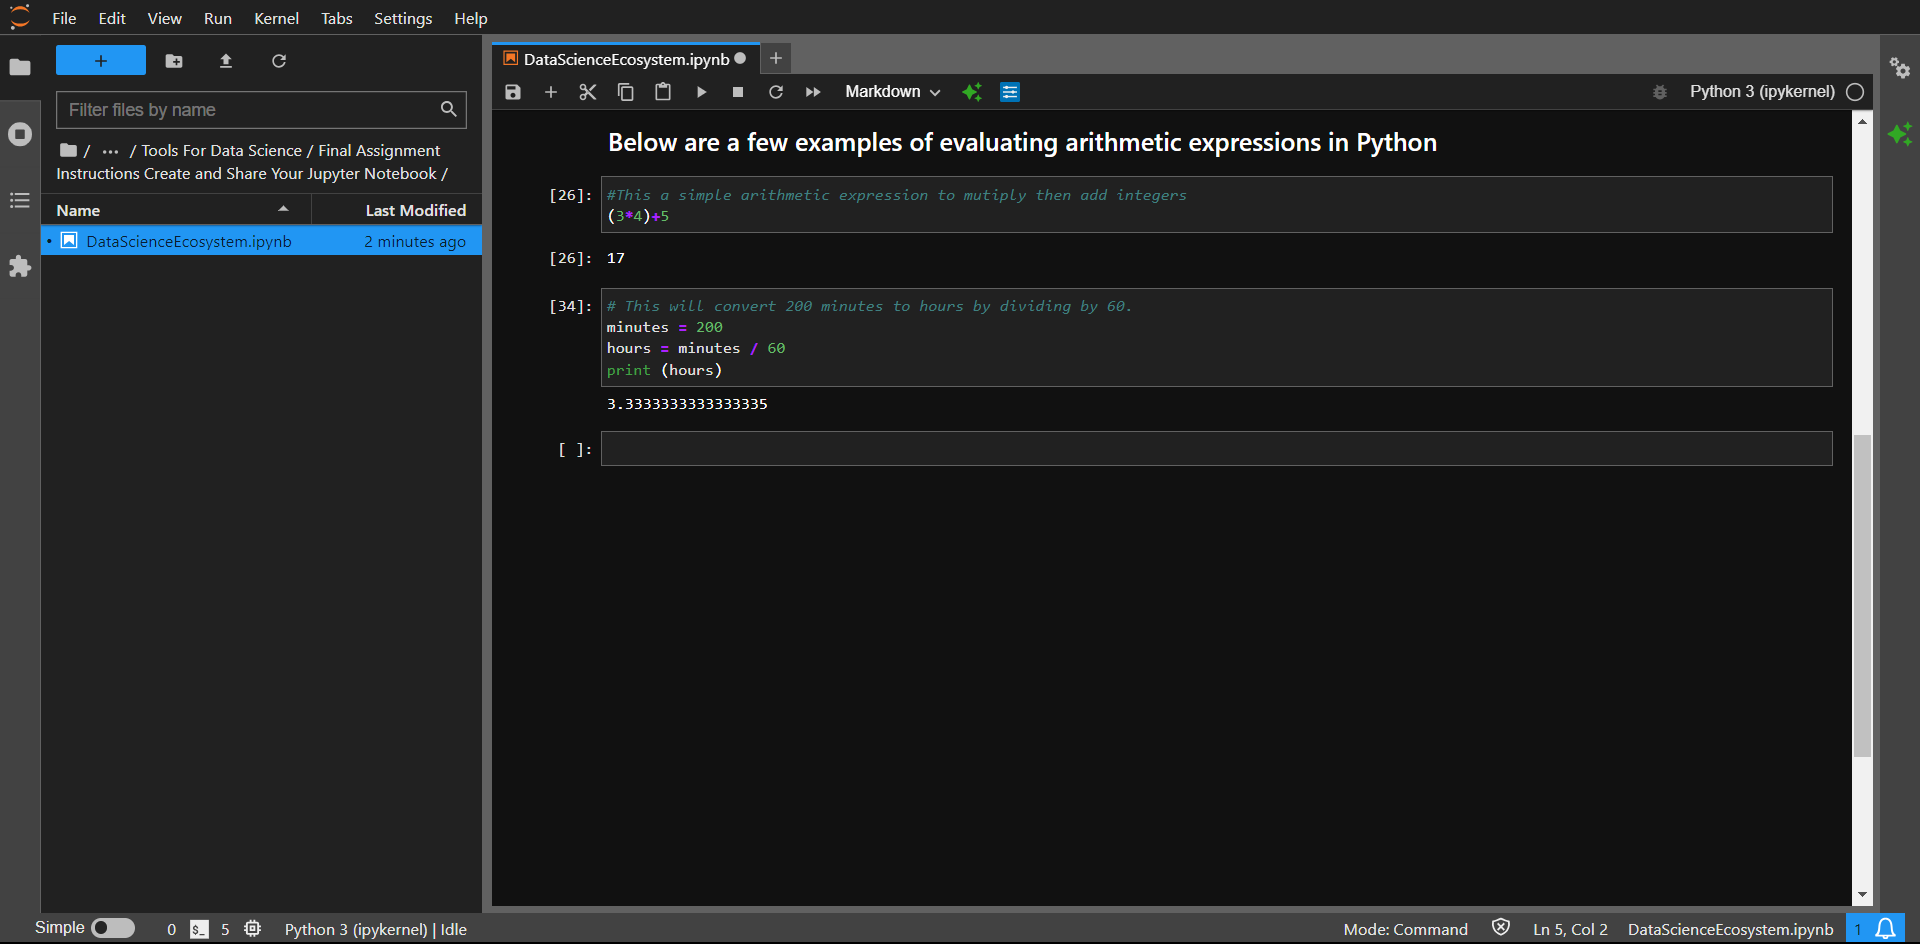 File Edit View Run Kernel Tabs Settings Help
+
Filter files by name
/ ... / Tools For Data Science / Final Assignment
Instructions Create and Share Your Jupyter Notebook /
Name Last Modified
• DataScienceEcosystem.ipynb 2 minutes ago
DataScienceEcosystem.ipynb
Markdown
Python 3 (ipykernel)
Below are a few examples of evaluating arithmetic expressions in Python
[26]: #This a simple arithmetic expression to mutiply then add integers
(3*4)+5
[26]: 17
[34]: # This will convert 200 minutes to hours by dividing by 60.
minutes = 200
hours = minutes / 60
print (hours)
3.3333333333333335
[ ]:
Simple 0 $_ 5 Python 3 (ipykernel) | Idle Mode: Command Ln 5, Col 2 DataScienceEcosystem.ipynb 1